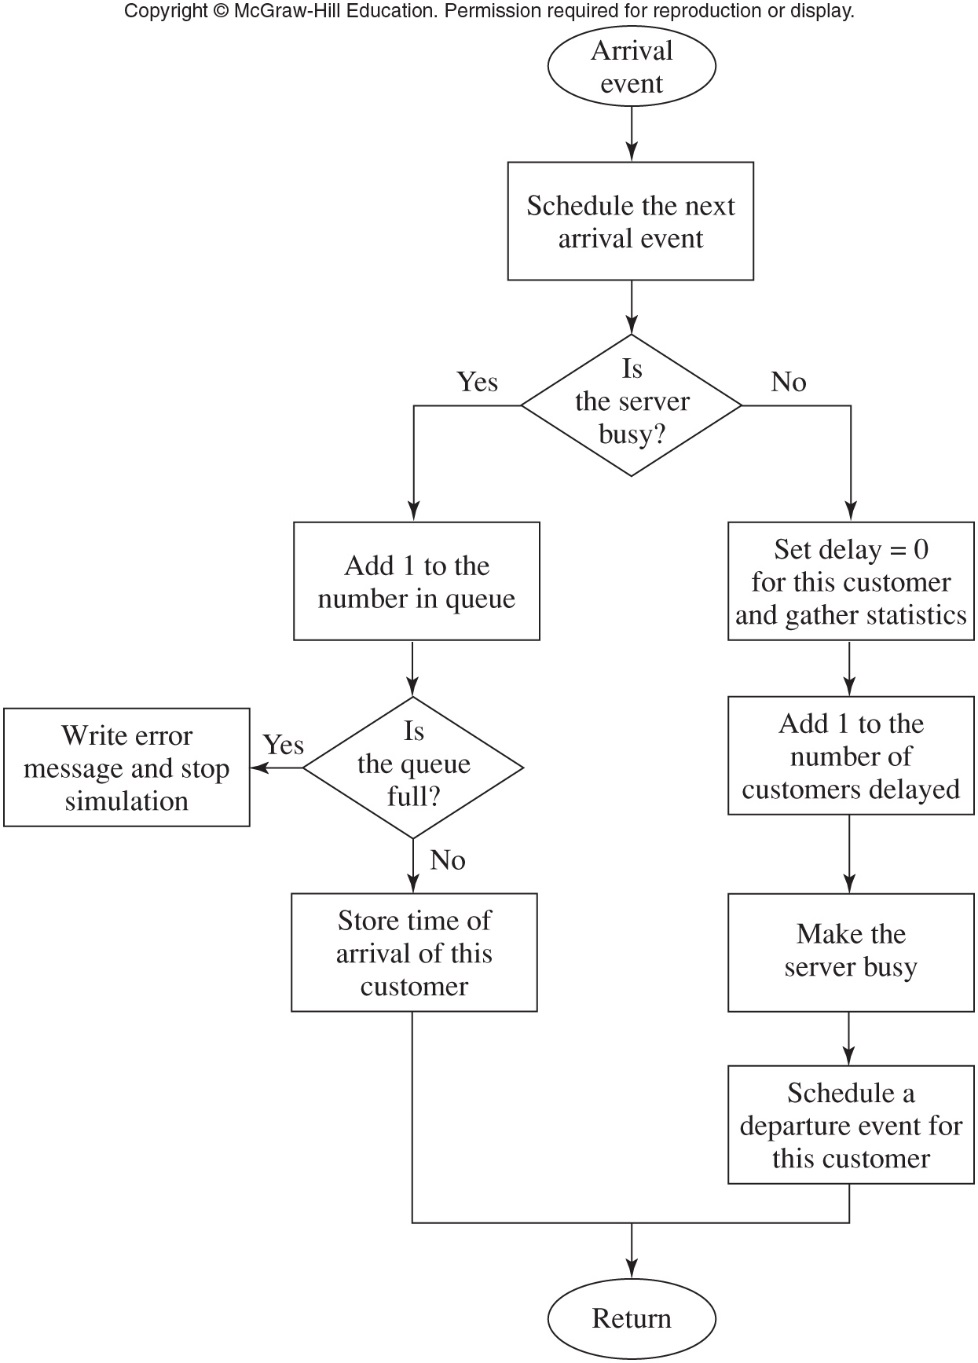 Copyright © McGraw-Hill Education. Permission required for reproduction or display.
Arrival
event
Schedule the next
arrival event
Is
the server
busy?
Yes
No
Add 1 to the
number in queue
Set delay = 0
for this customer
and gather statistics
Is
the queue
full?
Yes
No
Write error
message and stop
simulation
Add 1 to the
number of
customers delayed
Store time of
arrival of this
customer
Make the
server busy
Schedule a
departure event for
this customer
Return